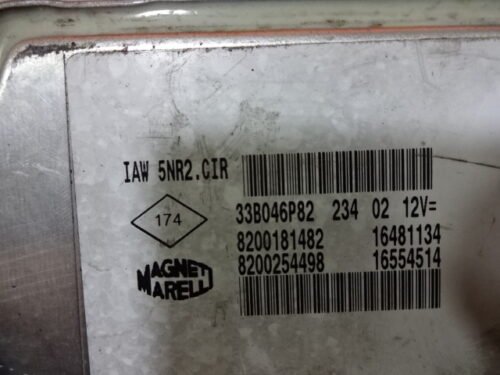 IAW 5NR2.CIR
174
33B046P82 234 02 12V=
8200181482 16481134
8200254498 16554514
MAGNETI
MARELLI